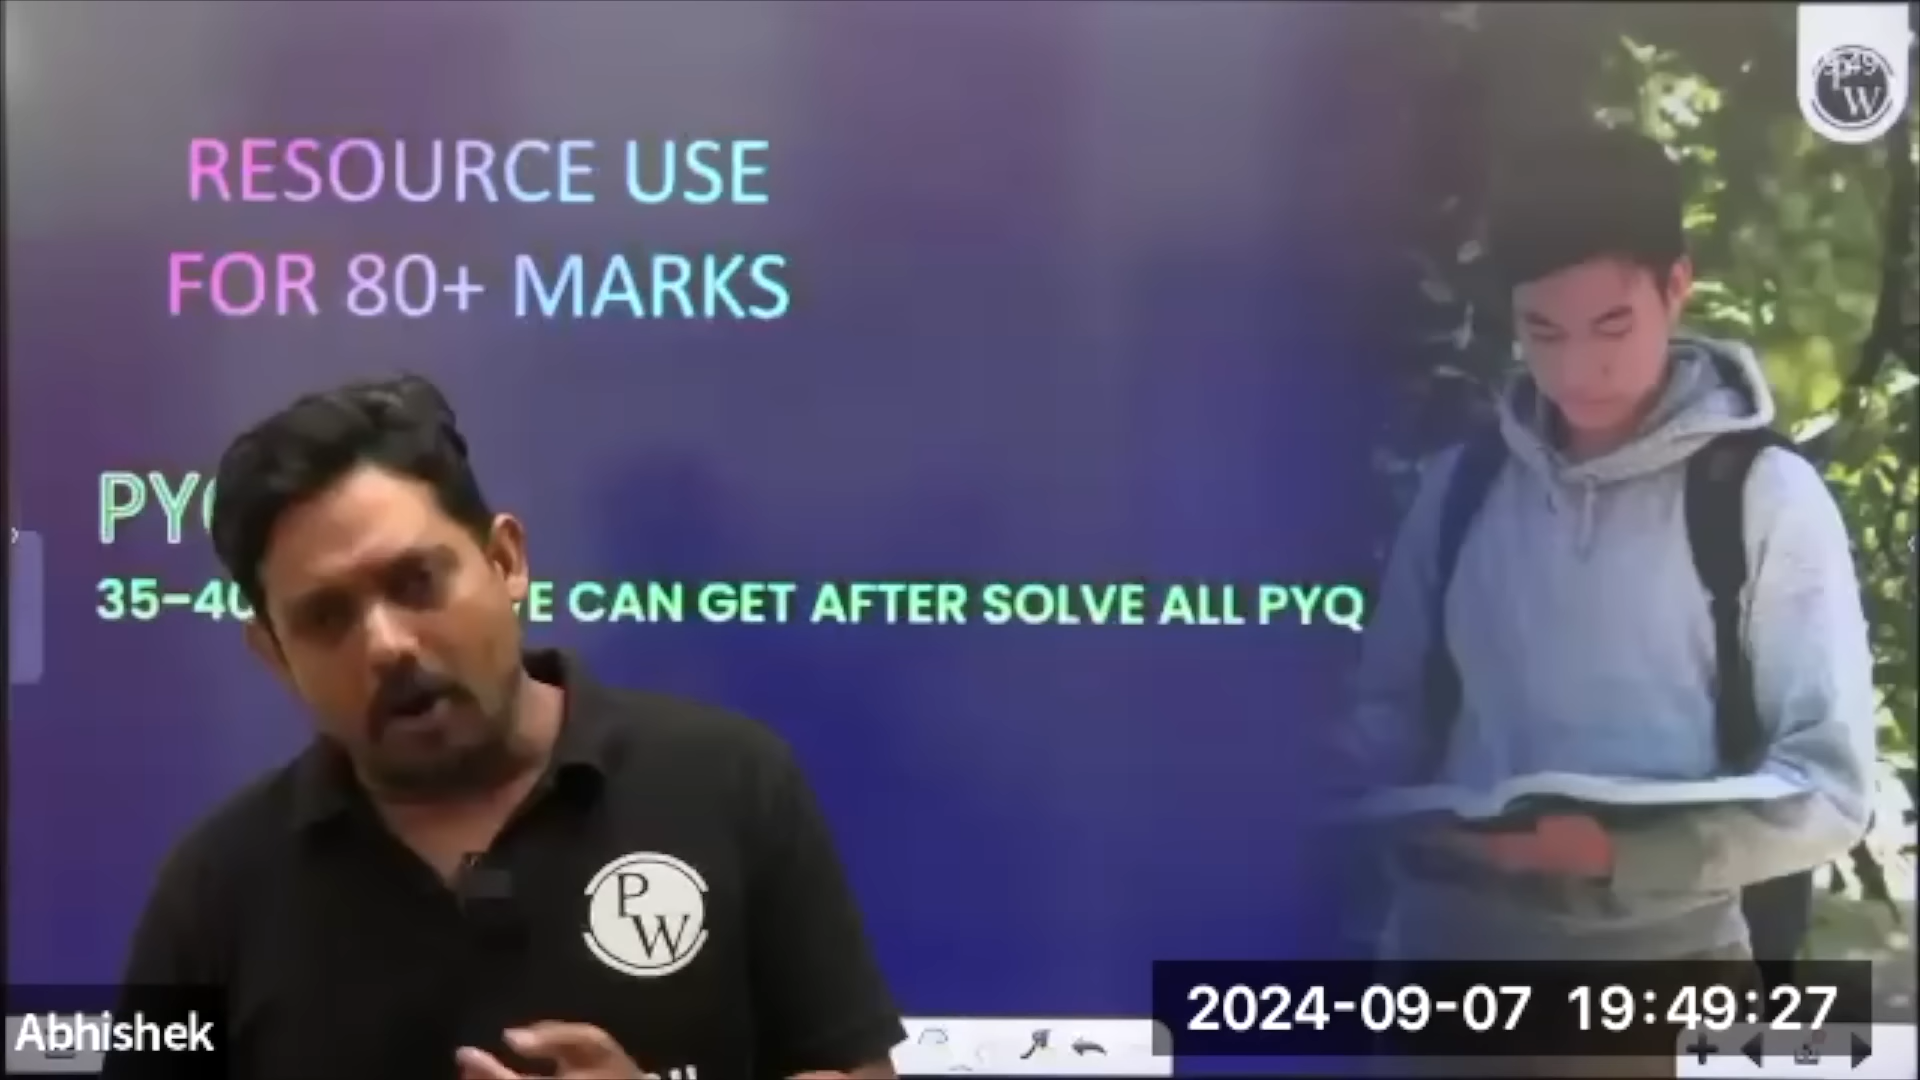 RESOURCE USE
FOR 80+ MARKS
35-40 CAN GET AFTER SOLVE ALL PYQ
P
W
P
W
Abhishek
2024-09-07 19:49:27